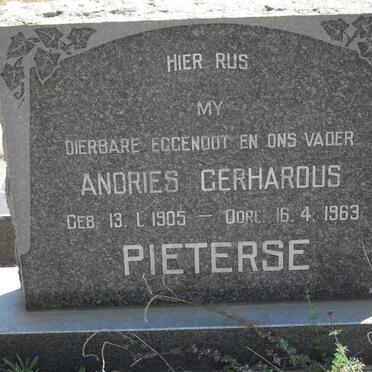 HIER RUS
MY
DIERBARE EGGENOOT EN ONS VADER
ANDRIES GERHARDUS
GEB. 13. 1. 1905 — OORL. 16. 4. 1963
PIETERSE